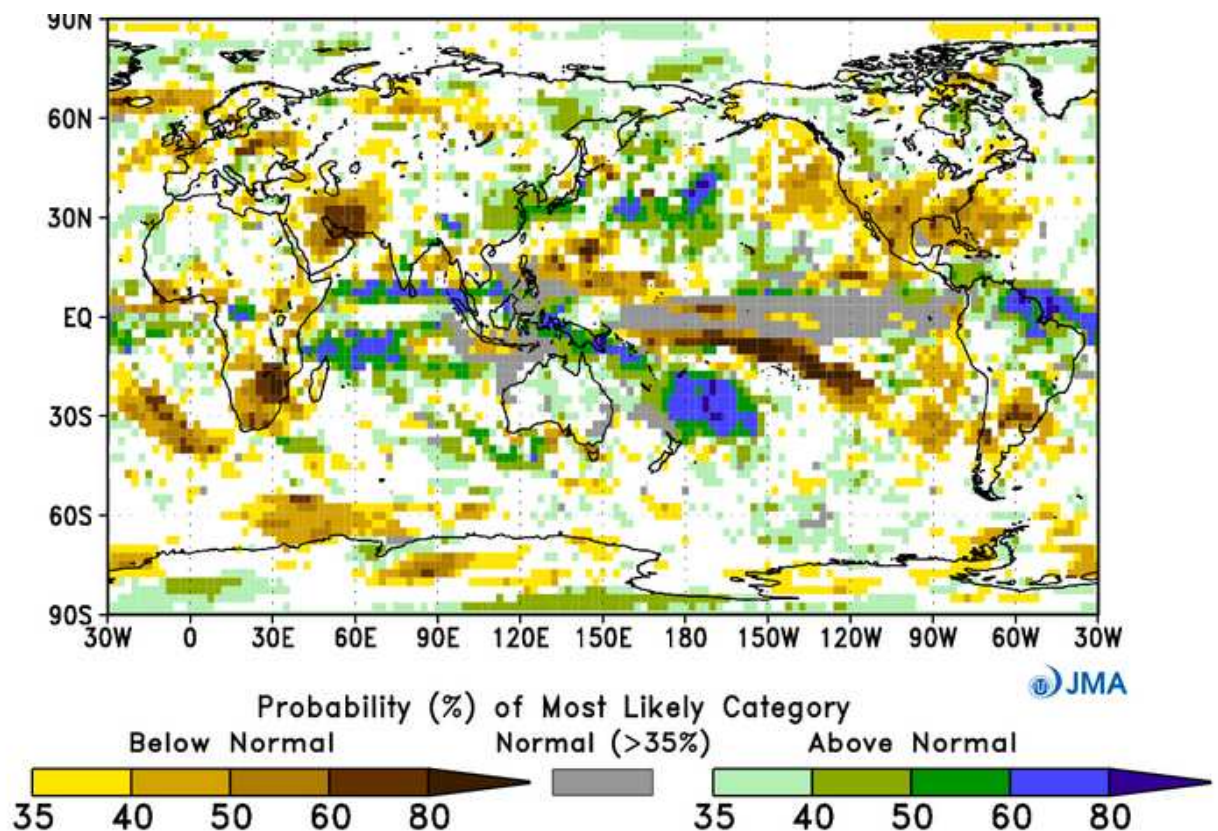 90N
60N
30N
EQ
30S
60S
90S
30W 0 30E 60E 90E 120E 150E 180 150W 120W 90W 60W 30W
JMA
Probability (%) of Most Likely Category
Below Normal Normal (>35%) Above Normal
35 40 50 60 80 35 40 50 60 80